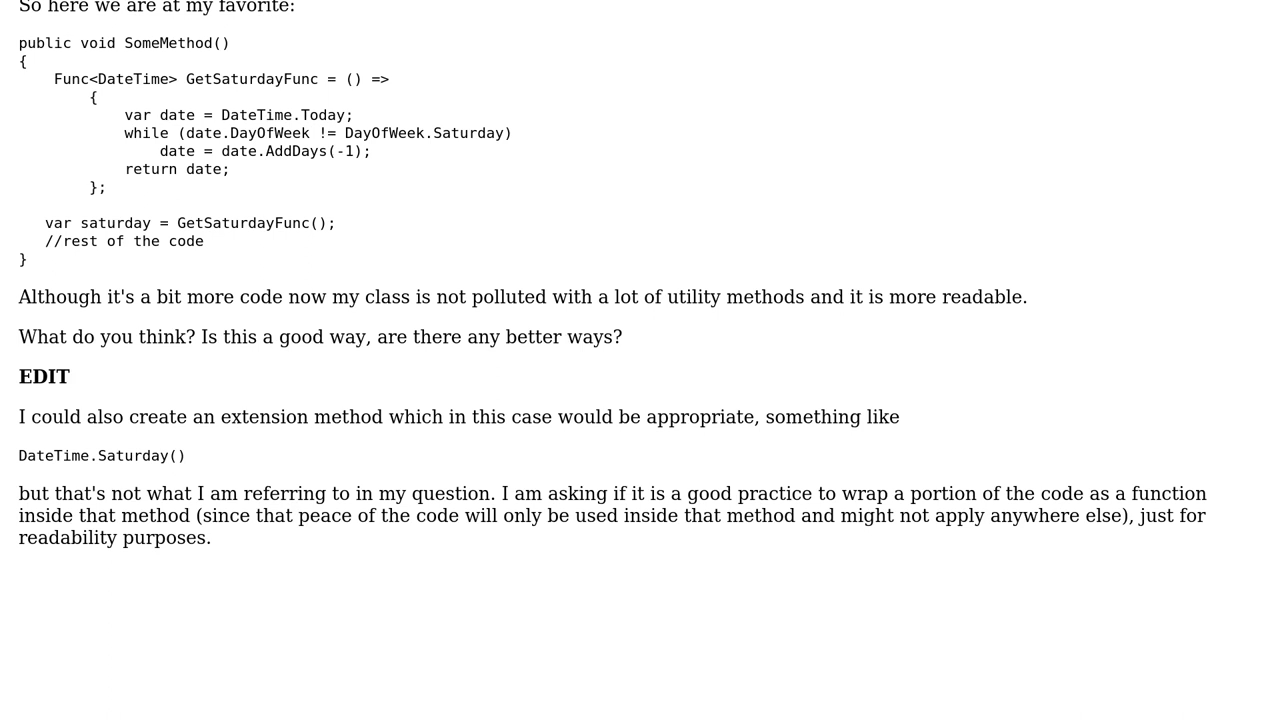 So here we are at my favorite:
public void SomeMethod()
{
    Func<DateTime> GetSaturdayFunc = () =>
        {
            var date = DateTime.Today;
            while (date.DayOfWeek != DayOfWeek.Saturday)
                date = date.AddDays(-1);
            return date;
        };

   var saturday = GetSaturdayFunc();
   //rest of the code
}
Although it's a bit more code now my class is not polluted with a lot of utility methods and it is more readable.
What do you think? Is this a good way, are there any better ways?
EDIT
I could also create an extension method which in this case would be appropriate, something like
DateTime.Saturday()
but that's not what I am referring to in my question. I am asking if it is a good practice to wrap a portion of the code as a function
inside that method (since that peace of the code will only be used inside that method and might not apply anywhere else), just for
readability purposes.